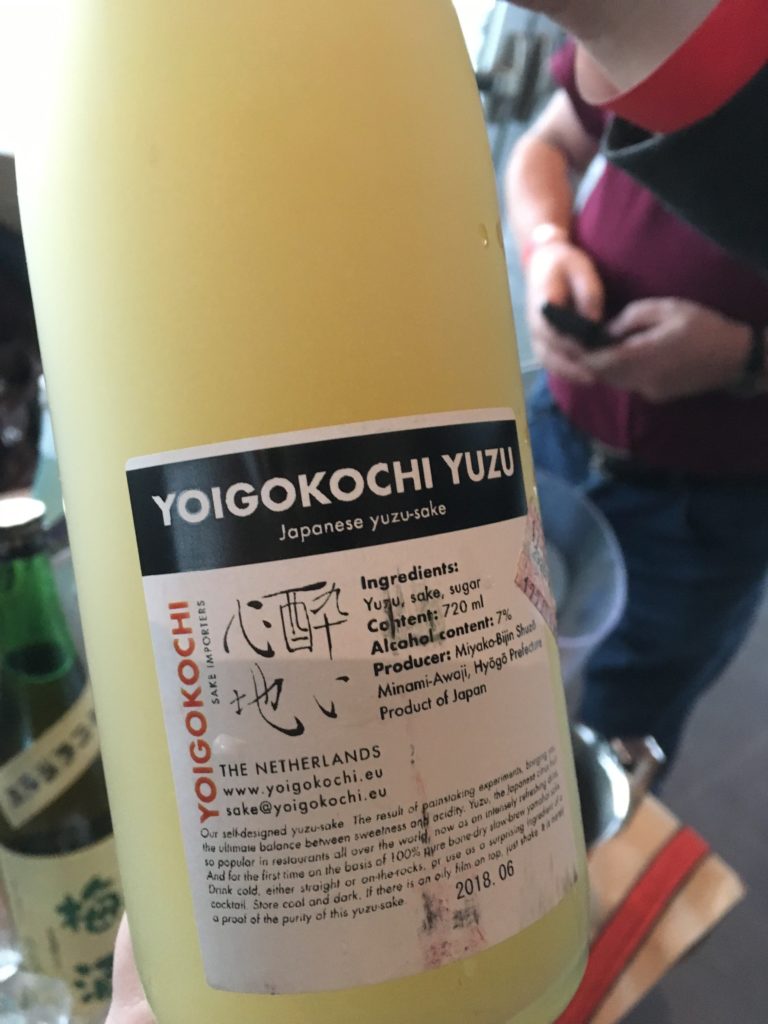 YOIGOKOCHI YUZU
Japanese yuzu-sake
YOIGOKOCHI
SAKE IMPORTERS
酔い
心地
Ingredients:
Yuzu, sake, sugar
Content: 720 ml
Alcohol content: 7%
Producer: Miyako-Bijin Shuzō
Minami-Awaji, Hyōgō Prefecture
Product of Japan
THE NETHERLANDS
www.yoigokochi.eu
sake@yoigokochi.eu
Our self-designed yuzu-sake. The result of painstaking experiments, bringing you
the ultimate balance between sweetness and acidity. Yuzu, the Japanese citrus fruit
so popular in restaurants all over the world, now as an intensely refreshing drink.
And for the first time on the basis of 100% pure bone-dry slow-brew yamahai sake.
Drink cold, either straight or on-the-rocks, or use as a surprising ingredient of a
cocktail. Store cool and dark. If there is an oily film on top, just shake. It is merely
a proof of the purity of this yuzu-sake.
2018.06
梅酒